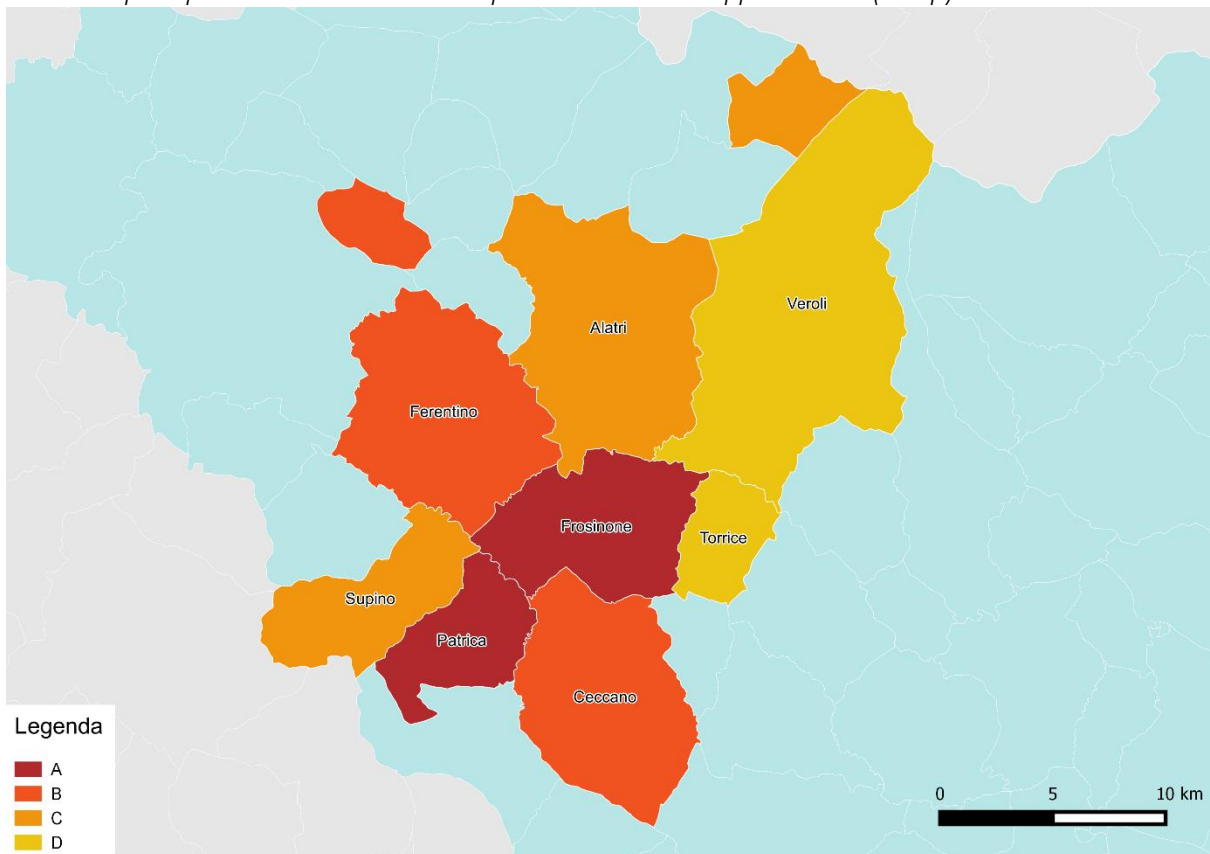 Veroli
Alatri
Ferentino
Frosinone
Torrice
Supino
Patrica
Ceccano
Legenda
A
B
C
D
0 5 10 km